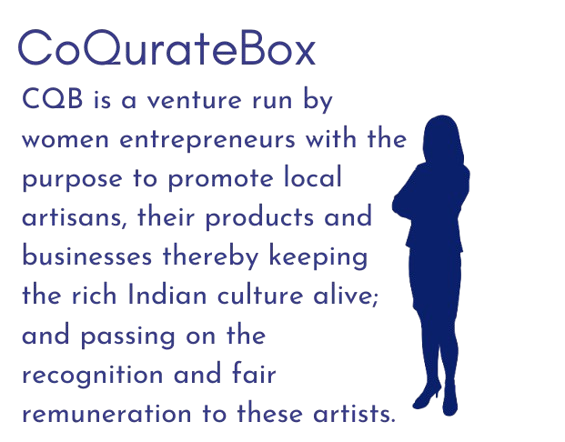 CoQurateBox
CQB is a venture run by
women entrepreneurs with the
purpose to promote local
artisans, their products and
businesses thereby keeping
the rich Indian culture alive;
and passing on the
recognition and fair
remuneration to these artists.